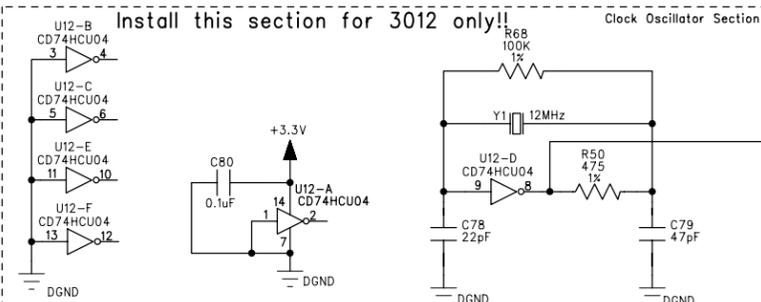 Install this section for 3012 only!!
Clock Oscillator Section
U12-B
CD74HCU04
3
4
U12-C
CD74HCU04
5
6
U12-E
CD74HCU04
11
10
U12-F
CD74HCU04
13
12
DGND
+3.3V
C80
0.1uF
U12-A
CD74HCU04
14
1
2
7
DGND
R68
100K
1%
Y1
12MHz
U12-D
CD74HCU04
9
8
R50
475
1%
C78
22pF
C79
47pF
DGND
DGND